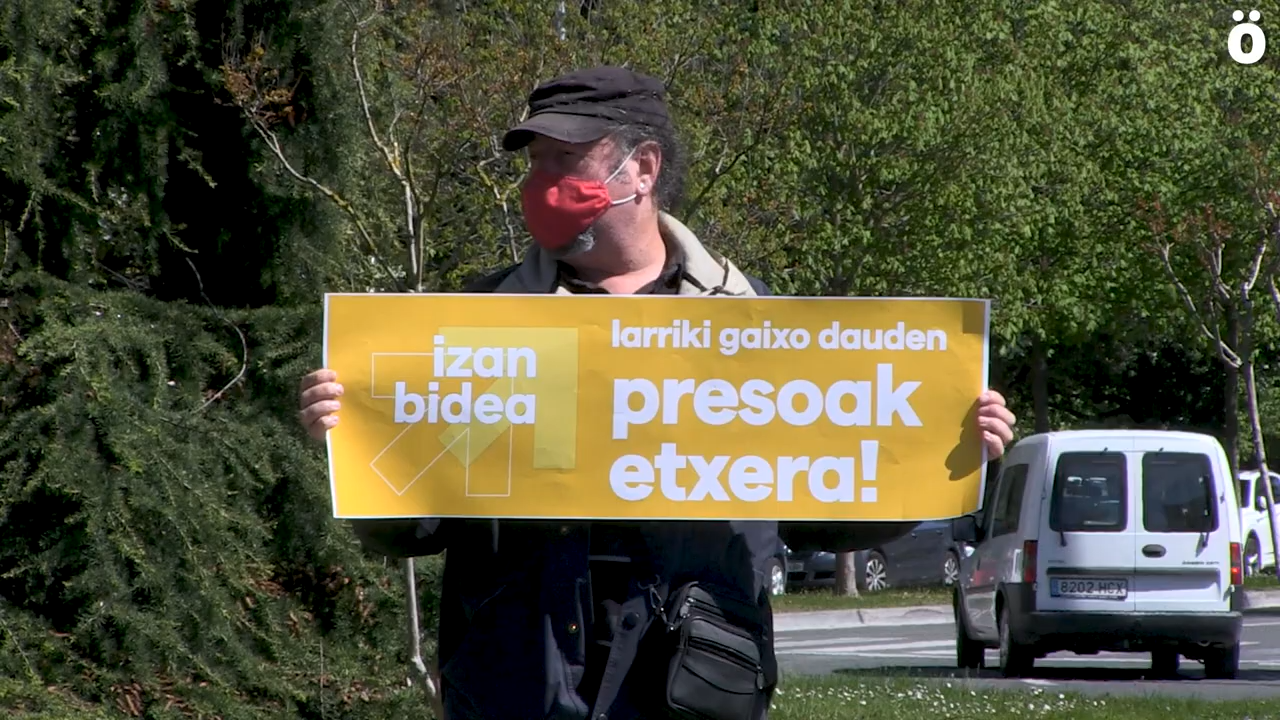 ö
izan
bidea
larriki gaixo dauden
presoak
etxera!
8202 HCX